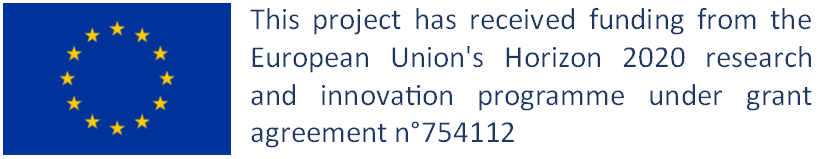 This project has received funding from the
European Union's Horizon 2020 research
and innovation programme under grant
agreement n°754112